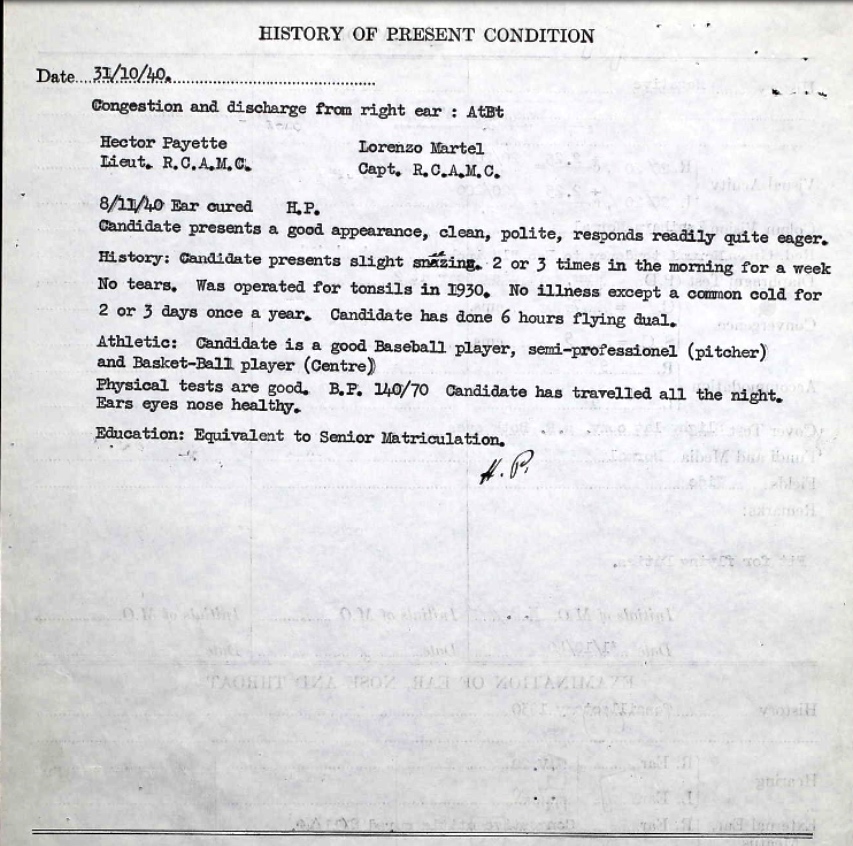 HISTORY OF PRESENT CONDITION
Date....31/10/40.
Congestion and discharge from right ear : AtBt
Hector Payette Lorenzo Martel
Lieut. R.C.A.M.C. Capt. R.C.A.M.C.
8/11/40 Ear cured H.P.
Candidate presents a good appearance, clean, polite, responds readily quite eager.
History: Candidate presents slight 2 or 3 times in the morning for a week
No tears. Was operated for tonsils in 1930. No illness except a common cold for
2 or 3 days once a year. Candidate has done 6 hours flying dual.
Athletic: Candidate is a good Baseball player, semi-professionel (pitcher)
and Basket-Ball player (Centre)
Physical tests are good. B.P. 140/70 Candidate has travelled all the night.
Ears eyes nose healthy.
Education: Equivalent to Senior Matriculation.
H. P.